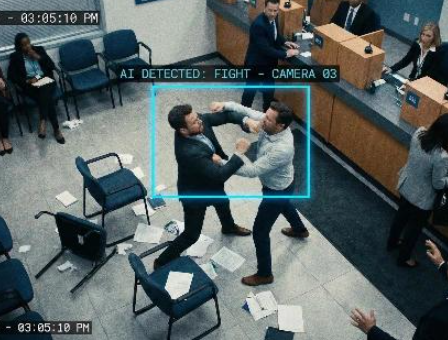 - 03:05:10 PM
AI DETECTED: FIGHT - CAMERA 03
- 03:05:10 PM